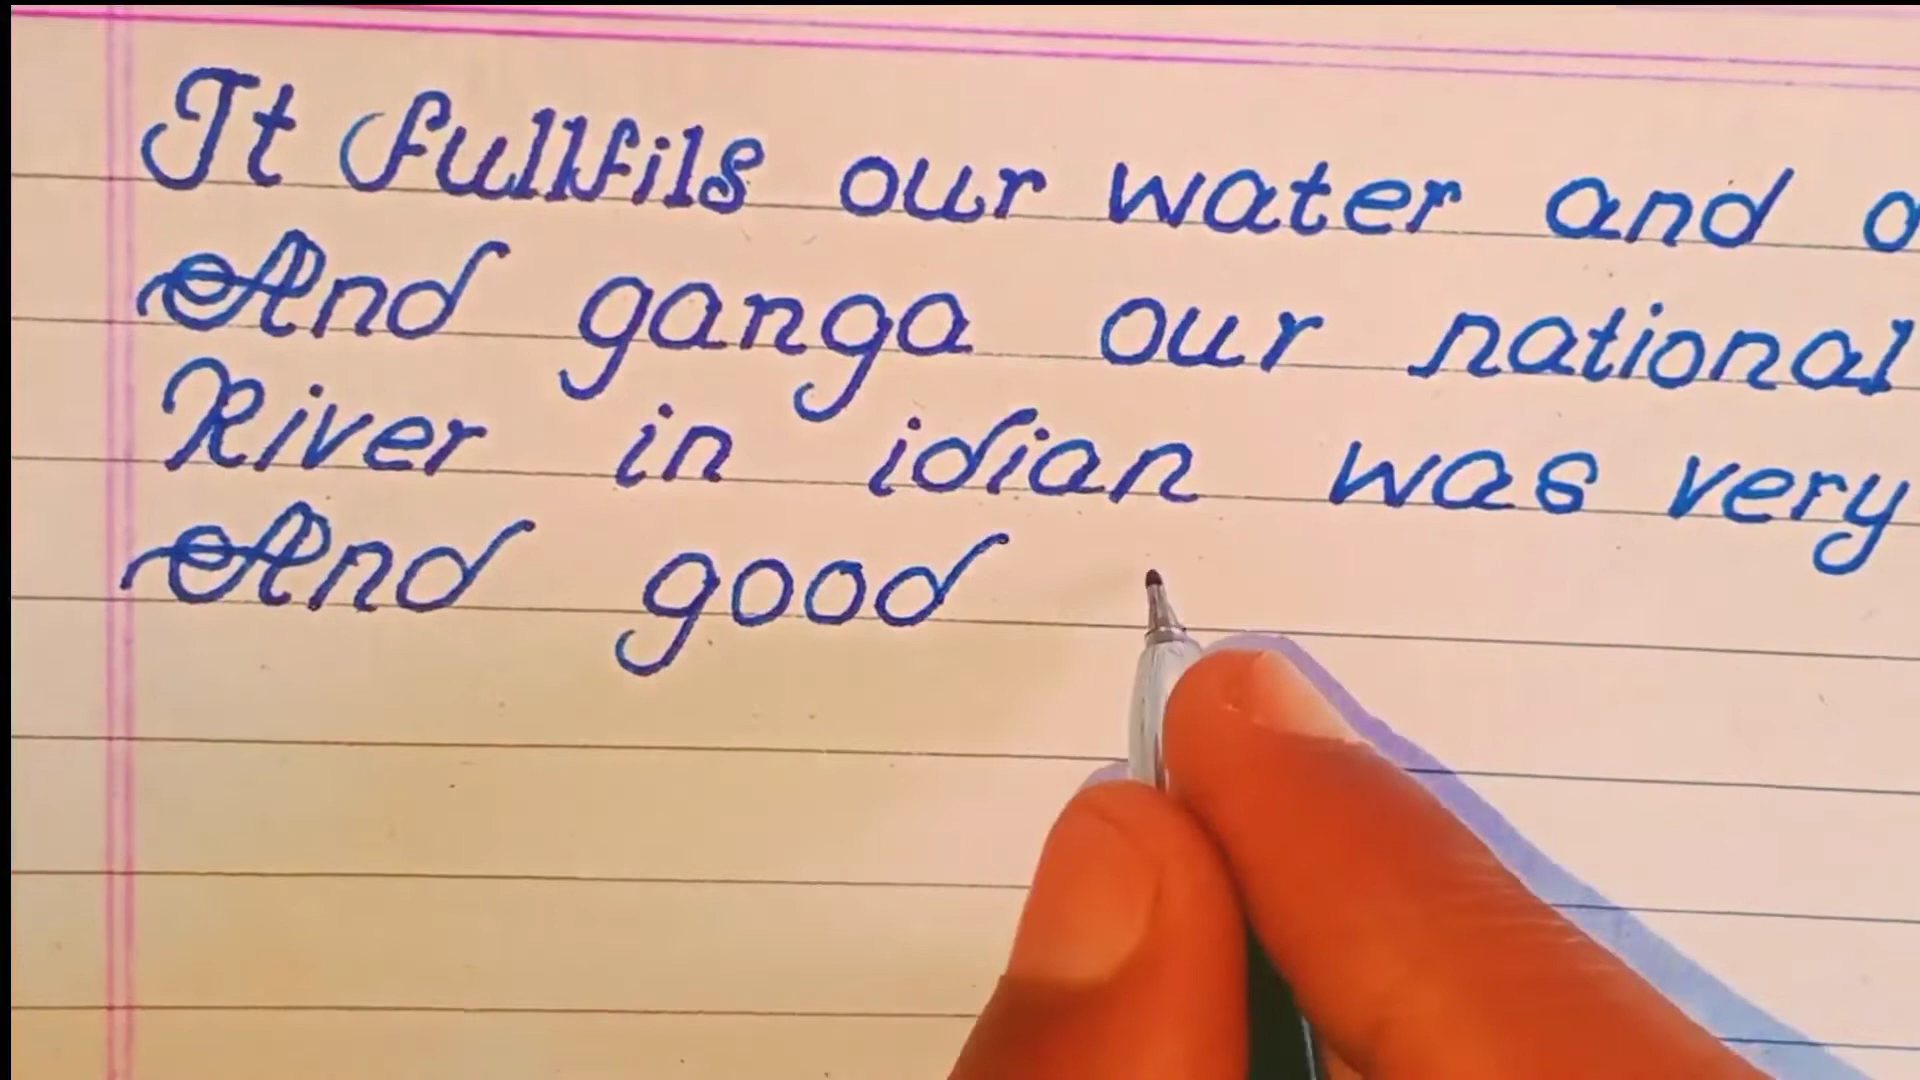 It fullfils our water and o
And ganga our national
River in idian was very
And good